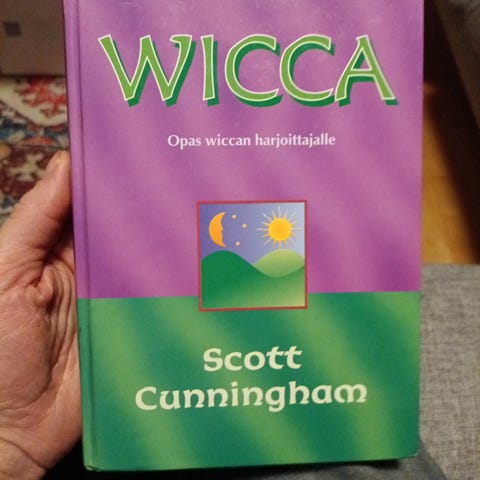 WICCA
Opas wiccan harjoittajalle
Scott
Cunningham